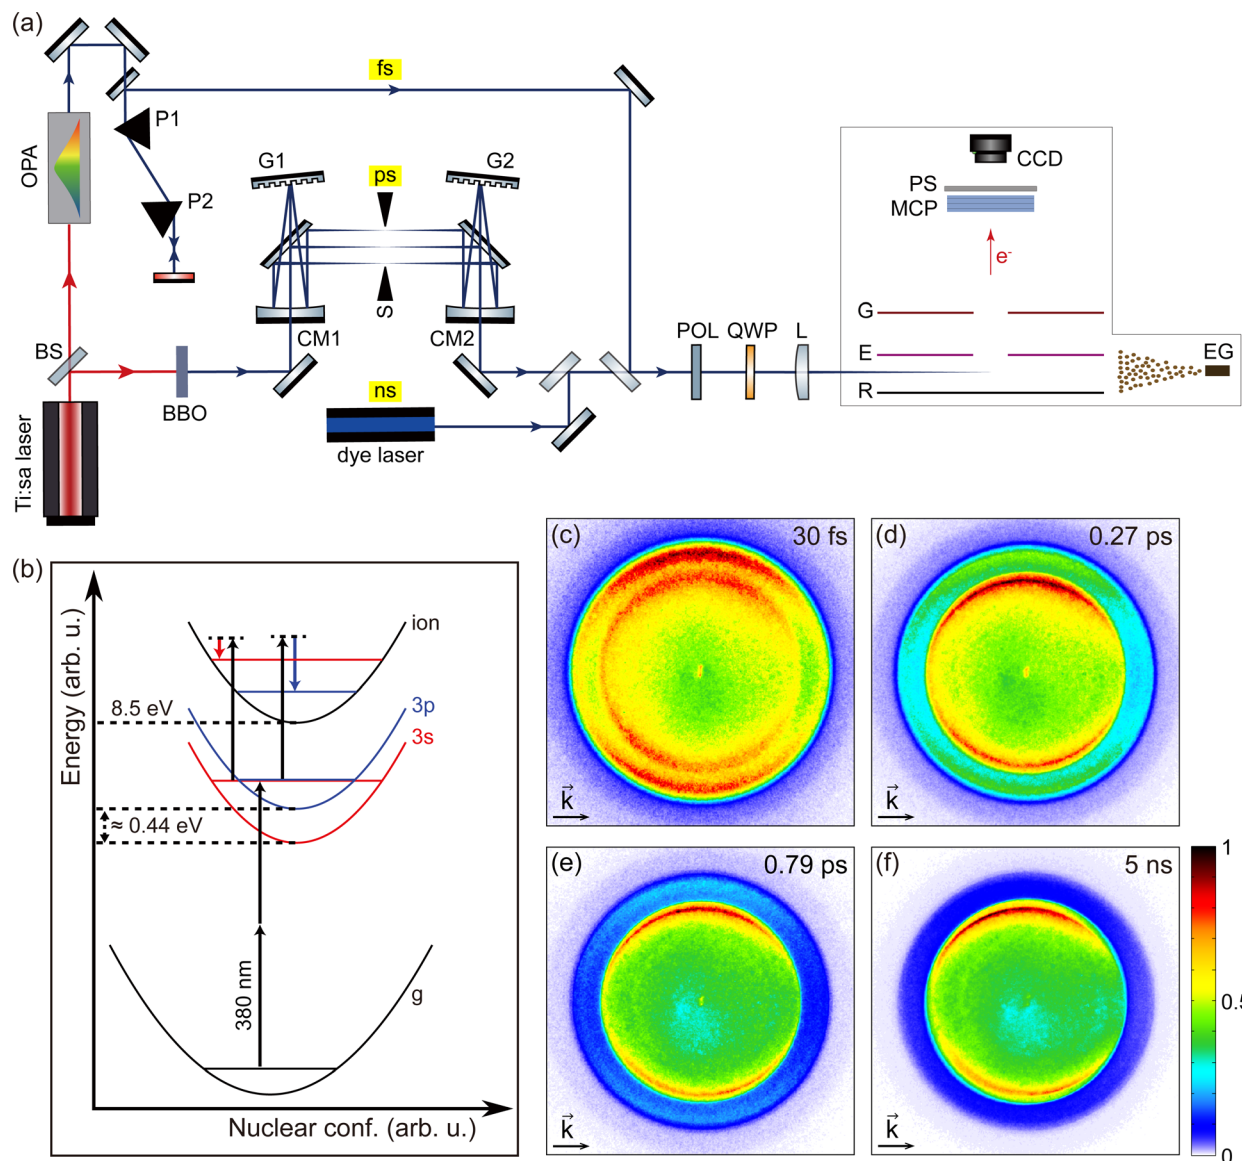 (a)
fs
P1
OPA
P2
G1
ps
G2
S
CM1
CM2
BS
BBO
ns
dye laser
Ti:sa laser
POL
QWP
L
CCD
PS
MCP
e-
G
E
R
EG
(b)
Energy (arb. u.)
ion
8.5 eV
3p
3s
≈ 0.44 eV
380 nm
g
Nuclear conf. (arb. u.)
(c)
30 fs
k
(d)
0.27 ps
k
(e)
0.79 ps
k
(f)
5 ns
k
1
0.5
0